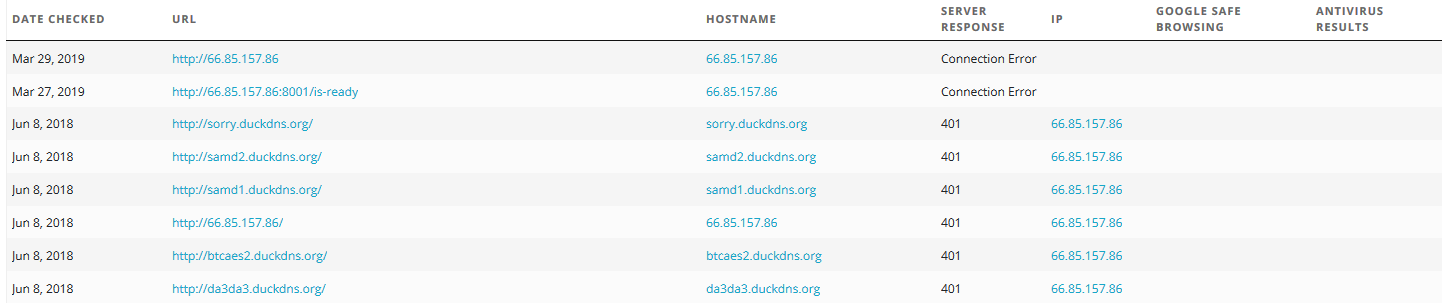 DATE CHECKED URL HOSTNAME SERVER RESPONSE IP GOOGLE SAFE BROWSING ANTIVIRUS RESULTS
Mar 29, 2019 http://66.85.157.86 66.85.157.86 Connection Error
Mar 27, 2019 http://66.85.157.86:8001/is-ready 66.85.157.86 Connection Error
Jun 8, 2018 http://sorry.duckdns.org/ sorry.duckdns.org 401 66.85.157.86
Jun 8, 2018 http://samd2.duckdns.org/ samd2.duckdns.org 401 66.85.157.86
Jun 8, 2018 http://samd1.duckdns.org/ samd1.duckdns.org 401 66.85.157.86
Jun 8, 2018 http://66.85.157.86/ 66.85.157.86 401 66.85.157.86
Jun 8, 2018 http://btcaes2.duckdns.org/ btcaes2.duckdns.org 401 66.85.157.86
Jun 8, 2018 http://da3da3.duckdns.org/ da3da3.duckdns.org 401 66.85.157.86